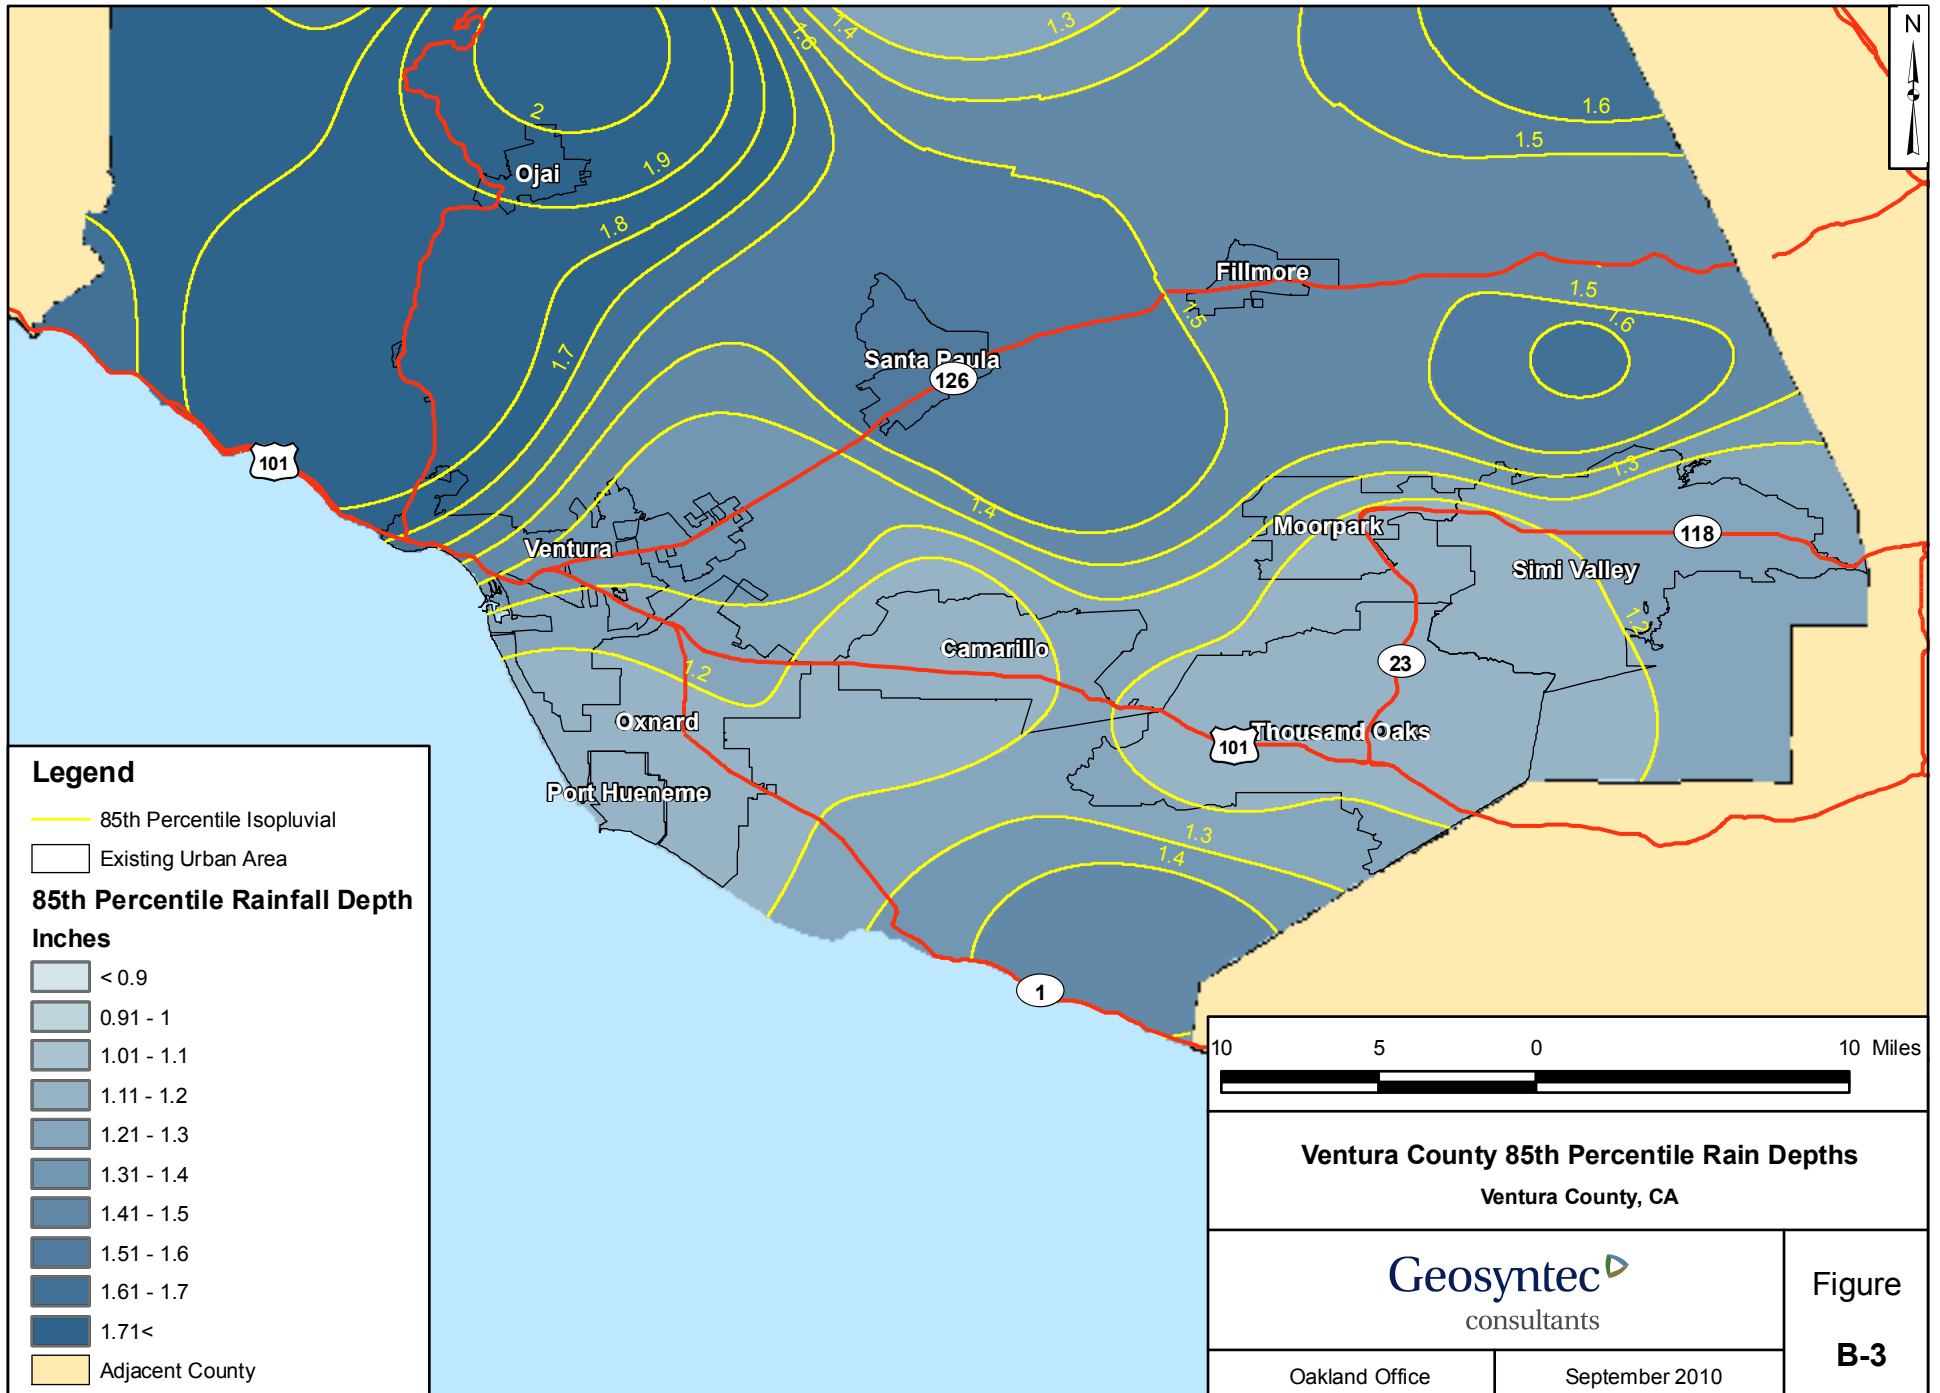 1.3
1.4
1.6
N
2
1.6
1.5
1.9
Ojai
1.8
Fillmore
1.5
1.5
1.6
1.7
Santa Paula
126
101
1.3
1.4
Moorpark
118
Ventura
Simi Valley
1.2
Camarillo
23
1.2
Oxnard
Thousand Oaks
101
Port Hueneme
1.3
1.4
1
Legend
85th Percentile Isopluvial
Existing Urban Area
85th Percentile Rainfall Depth
Inches
< 0.9
0.91 - 1
1.01 - 1.1
1.11 - 1.2
1.21 - 1.3
1.31 - 1.4
1.41 - 1.5
1.51 - 1.6
1.61 - 1.7
1.71<
Adjacent County
10 5 0 10 Miles
Ventura County 85th Percentile Rain Depths
Ventura County, CA
Geosyntec
consultants
Figure
B-3
Oakland Office
September 2010